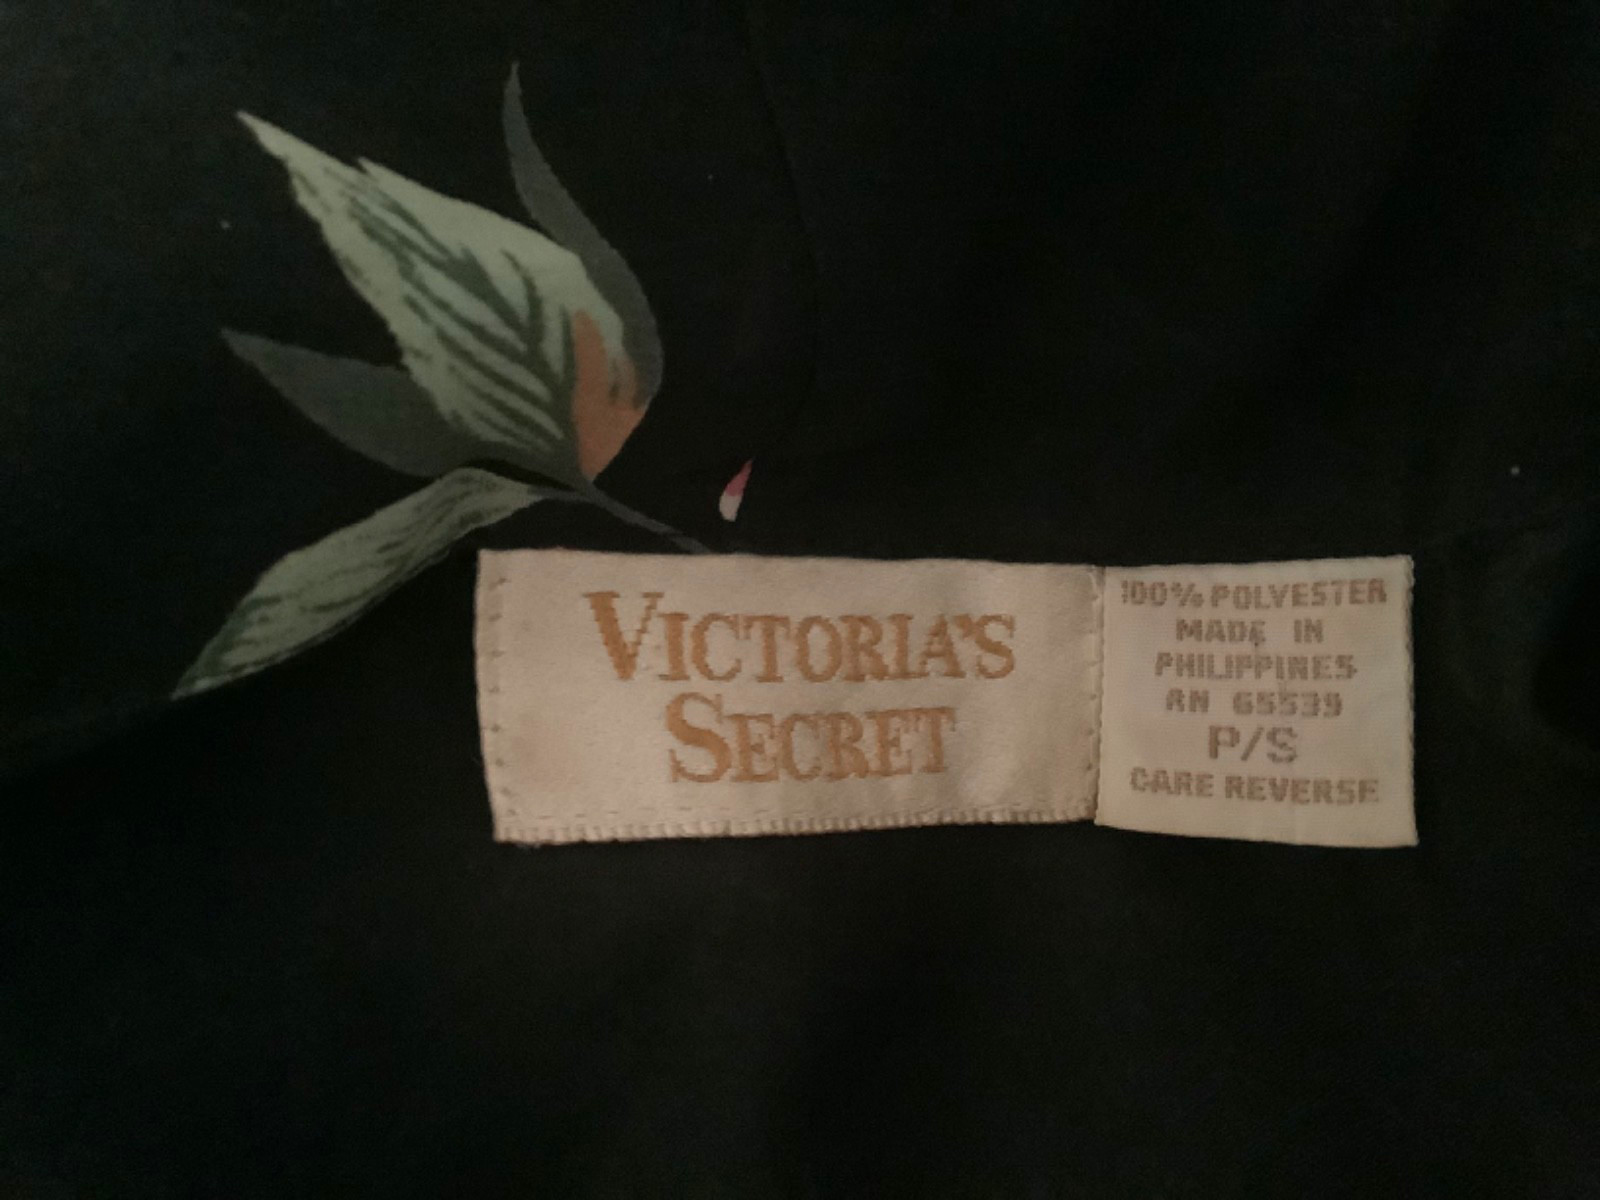 VICTORIA'S
SECRET
100% POLYESTER
MADE IN
PHILIPPINES
RN 65539
P/S
CARE REVERSE